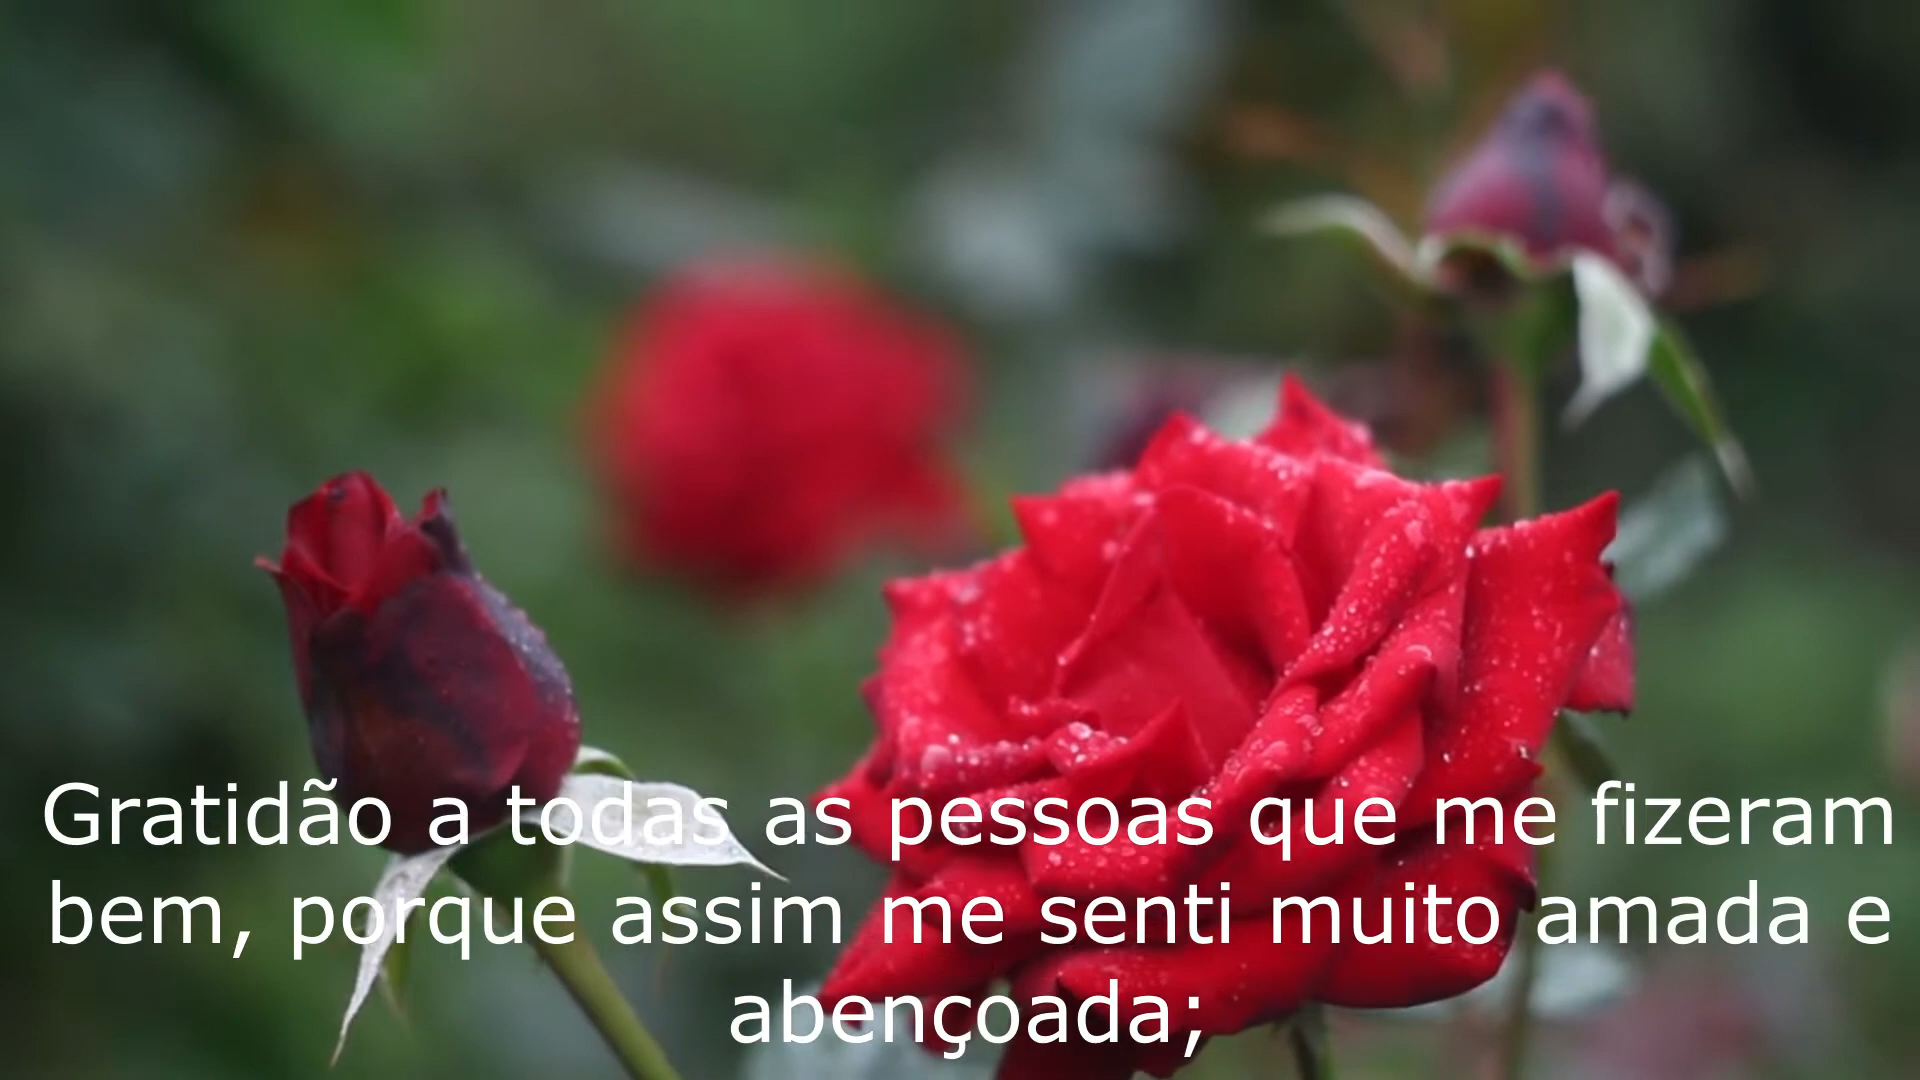 Gratidão a todas as pessoas que me fizeram
bem, porque assim me senti muito amada e
abençoada;